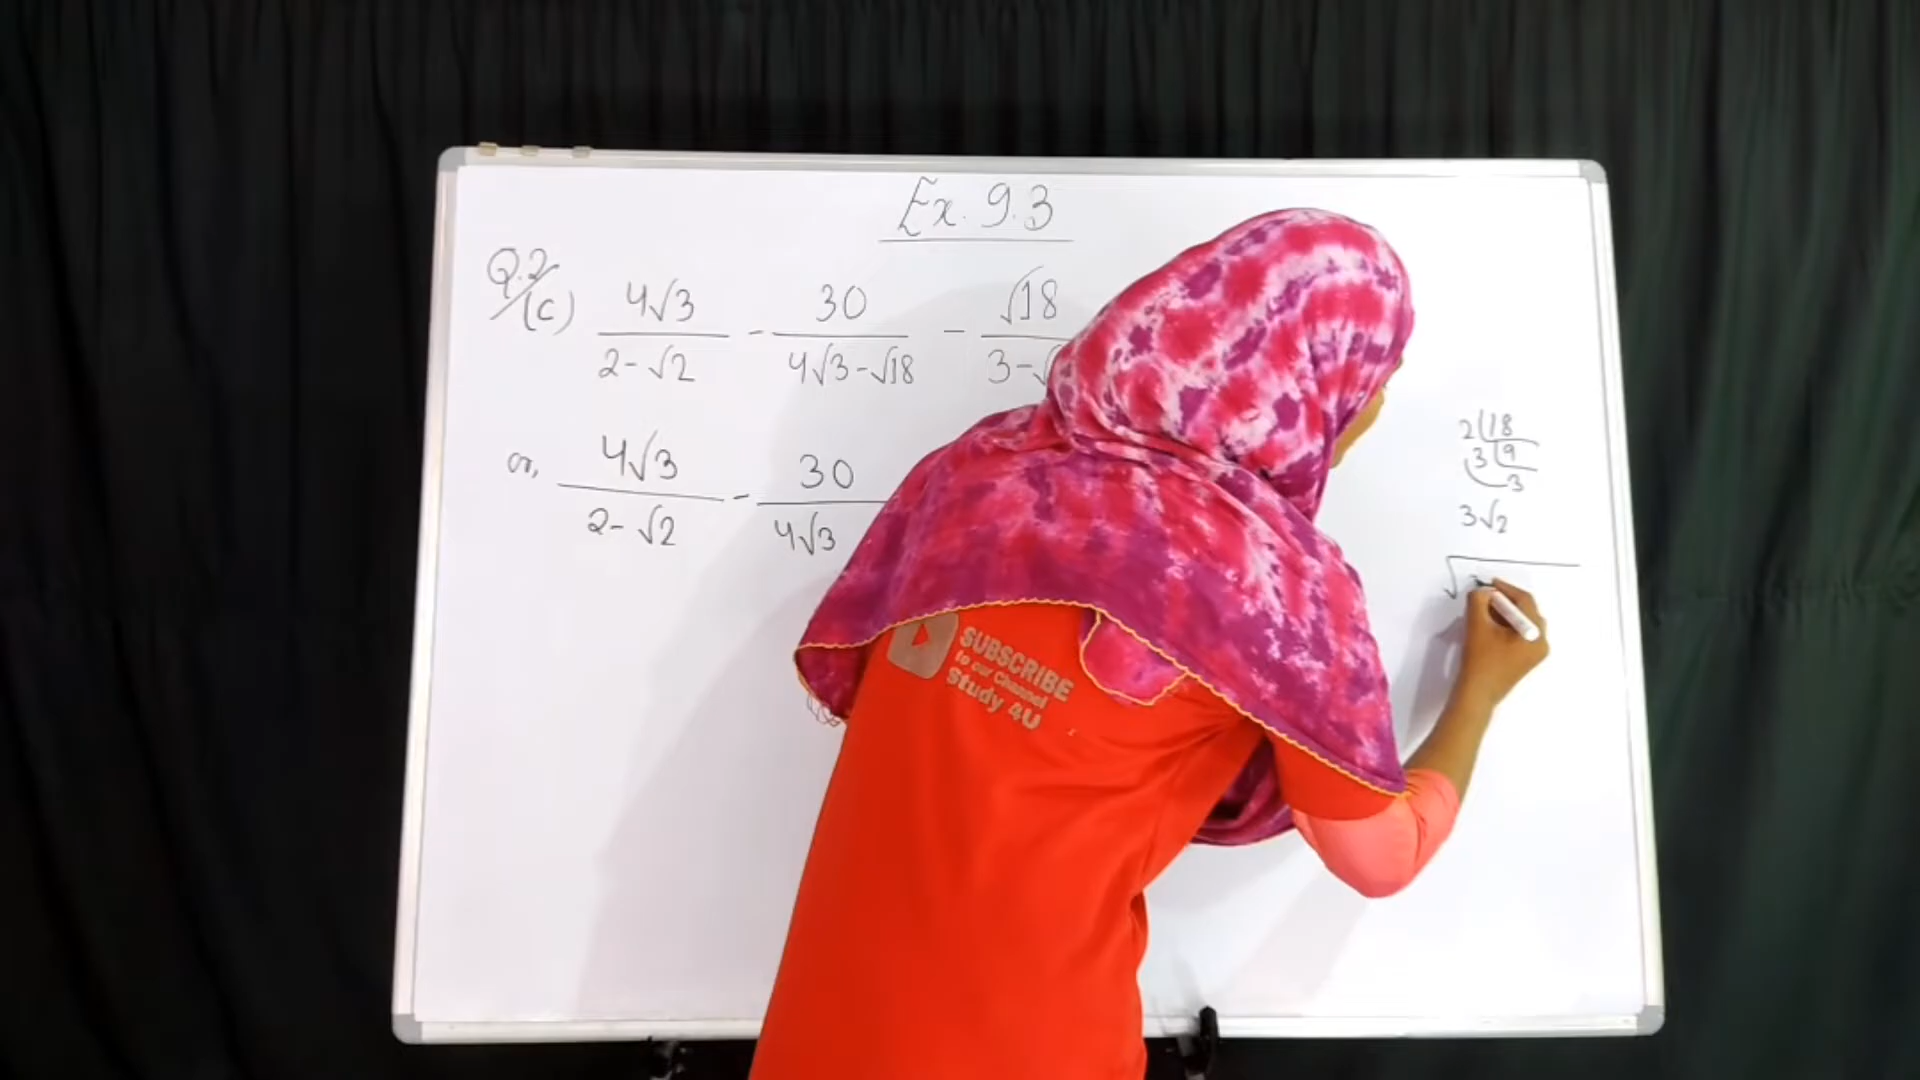 Ex. 9.3
Q.2/(c) 4√3 / 2-√2 - 30 / 4√3-√18 - √18 / 3-√
or, 4√3 / 2-√2 - 30 / 4√3
2 18
3 9
3
3√2
SUBSCRIBE
to our Channel
Study 4U